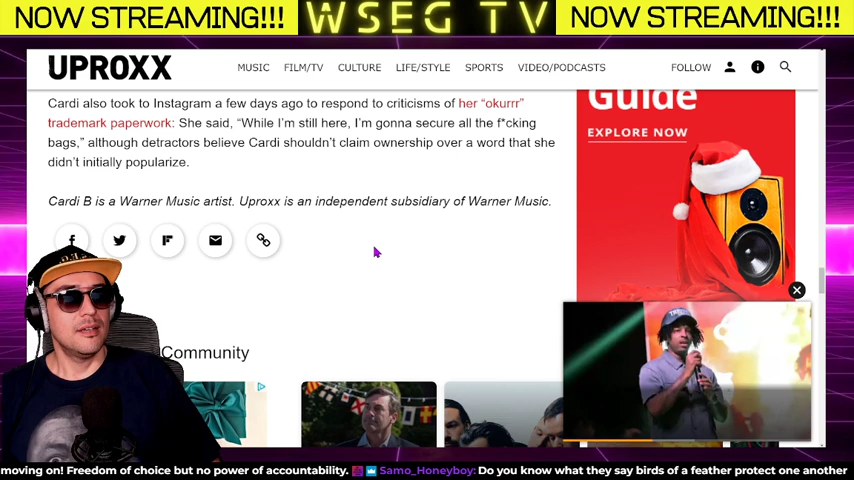 NOW STREAMING!!! WSEG TV NOW STREAMING!!!
UPROXX MUSIC FILM/TV CULTURE LIFE/STYLE SPORTS VIDEO/PODCASTS FOLLOW
Cardi also took to Instagram a few days ago to respond to criticisms of her “okurrr”
trademark paperwork: She said, “While I’m still here, I’m gonna secure all the f*cking
bags,” although detractors believe Cardi shouldn’t claim ownership over a word that she
didn’t initially popularize.
Cardi B is a Warner Music artist. Uproxx is an independent subsidiary of Warner Music.
Guide
EXPLORE NOW
Community
moving on! Freedom of choice but no power of accountability. Samo_Honeyboy: Do you know what they say birds of a feather protect one another